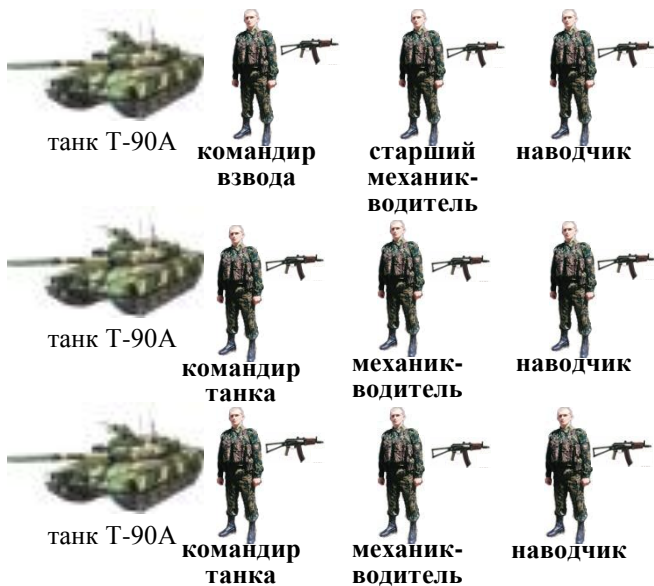 танк Т-90А
командир
взвода
старший
механик-
водитель
наводчик
танк Т-90А
командир
танка
механик-
водитель
наводчик
танк Т-90А
командир
танка
механик-
водитель
наводчик